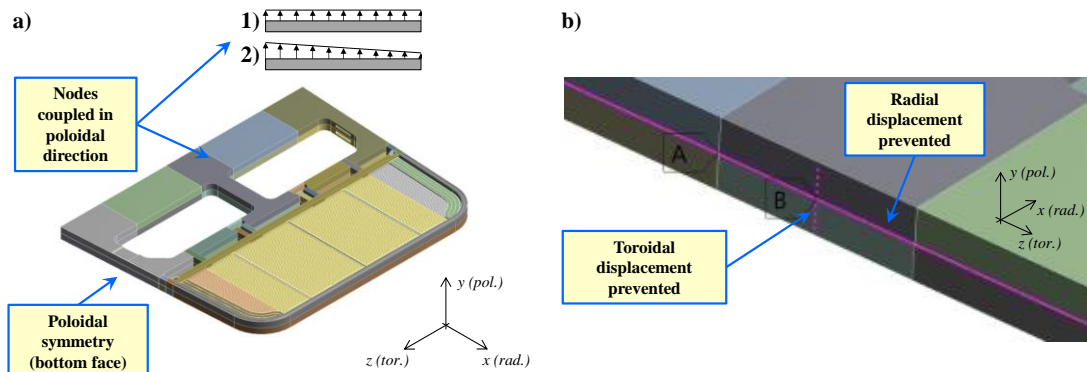 a)
1)
2)
Nodes
coupled in
poloidal
direction
Poloidal
symmetry
(bottom face)
y (pol.)
z (tor.)
x (rad.)
b)
Radial
displacement
prevented
A
B
Toroidal
displacement
prevented
y (pol.)
x (rad.)
z (tor.)